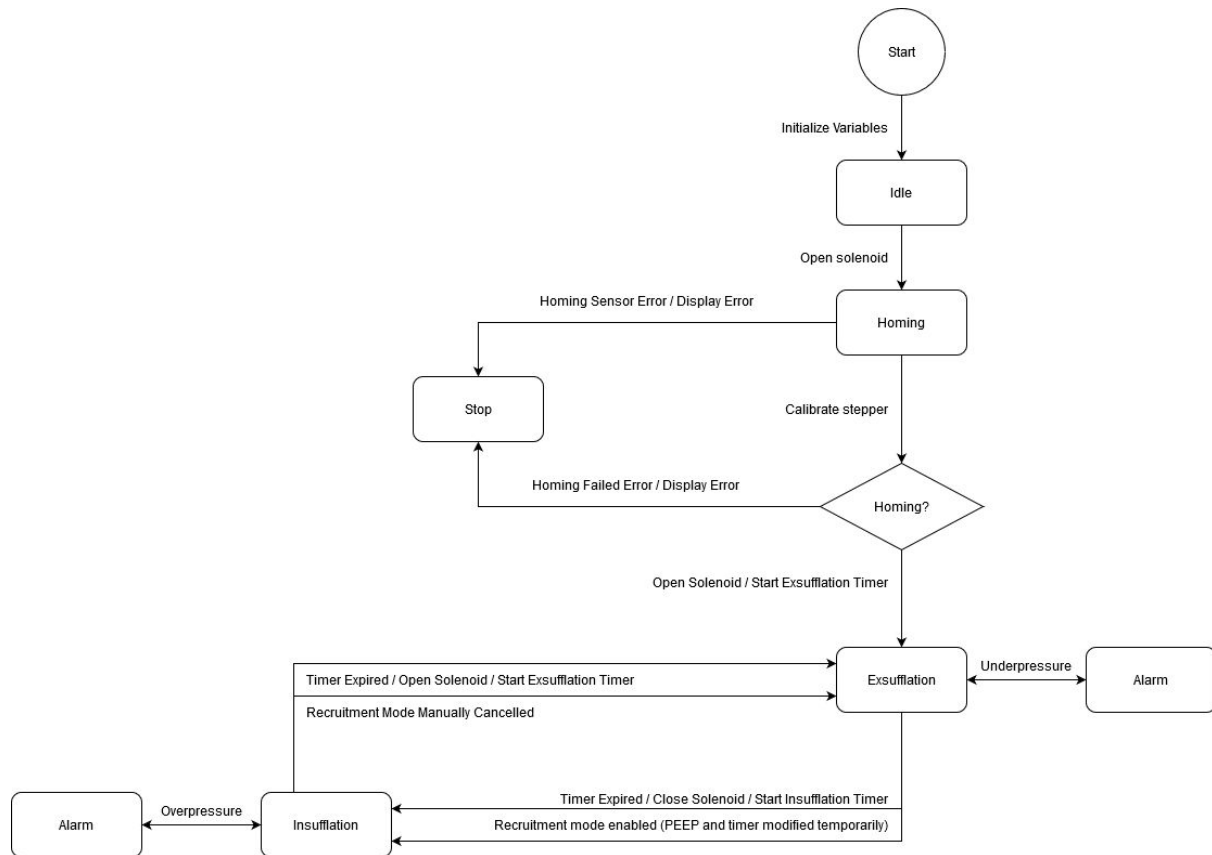 Start
Initialize Variables
Idle
Open solenoid
Homing Sensor Error / Display Error
Homing
Stop
Calibrate stepper
Homing Failed Error / Display Error
Homing?
Open Solenoid / Start Exsufflation Timer
Timer Expired / Open Solenoid / Start Exsufflation Timer
Exsufflation
Underpressure
Alarm
Recruitment Mode Manually Cancelled
Alarm
Overpressure
Insufflation
Timer Expired / Close Solenoid / Start Insufflation Timer
Recruitment mode enabled (PEEP and timer modified temporarily)